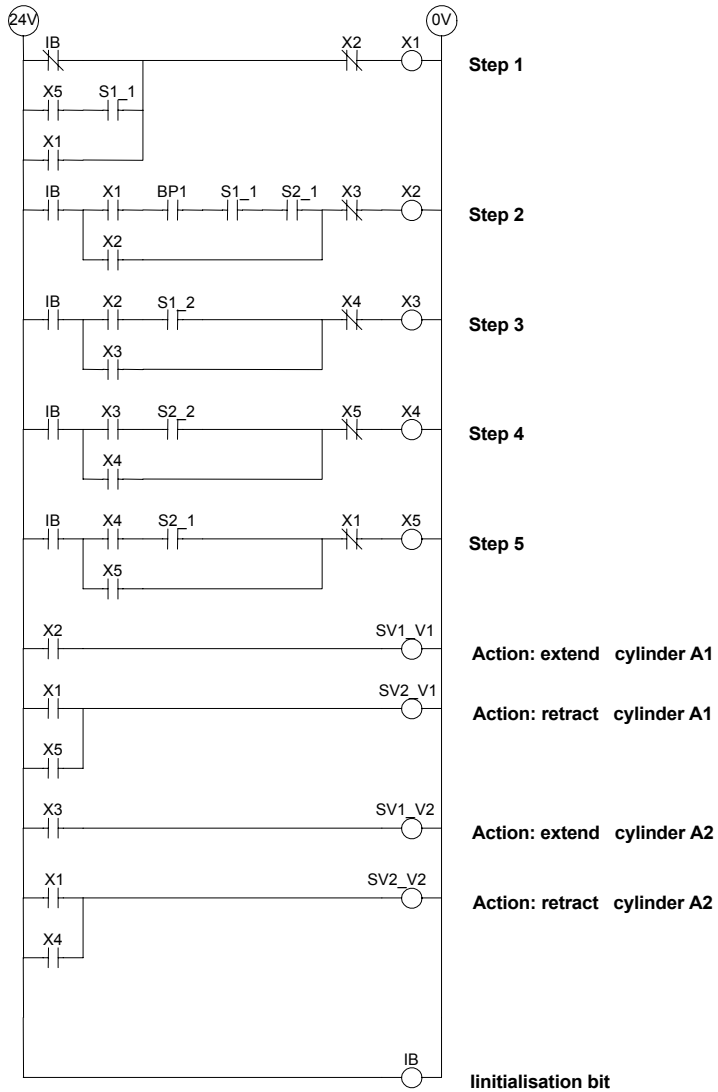 24V 0V
IB X2 X1
Step 1
X5 S1_1
X1
IB X1 BP1 S1_1 S2_1 X3 X2
Step 2
X2
IB X2 S1_2 X4 X3
Step 3
X3
IB X3 S2_2 X5 X4
Step 4
X4
IB X4 S2_1 X1 X5
Step 5
X5
X2 SV1_V1
Action: extend cylinder A1
X1 SV2_V1
Action: retract cylinder A1
X5
X3 SV1_V2
Action: extend cylinder A2
X1 SV2_V2
Action: retract cylinder A2
X4
IB
Iinitialisation bit